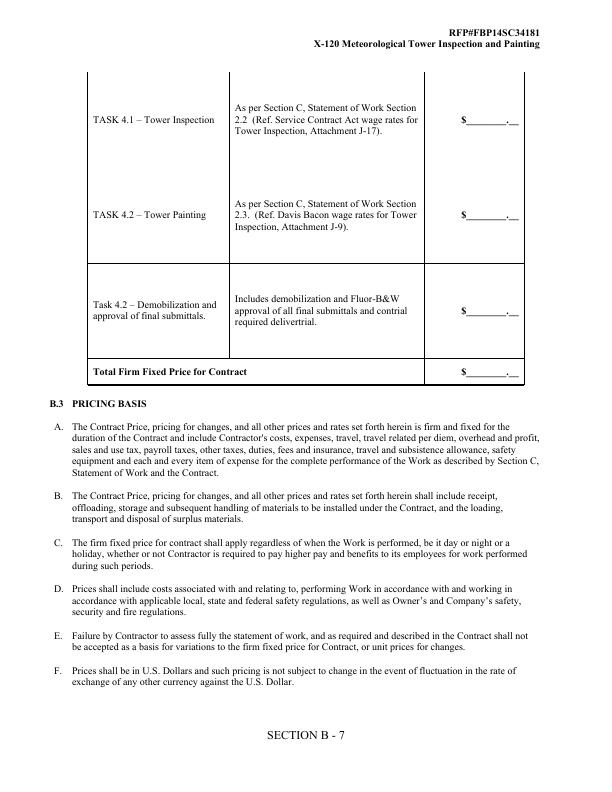 RFP#FBP14SC34181
X-120 Meteorological Tower Inspection and Painting
TASK 4.1 – Tower Inspection
As per Section C, Statement of Work Section
2.2 (Ref. Service Contract Act wage rates for
Tower Inspection, Attachment J-17).
$________.__
TASK 4.2 – Tower Painting
As per Section C, Statement of Work Section
2.3. (Ref. Davis Bacon wage rates for Tower
Inspection, Attachment J-9).
$________.__
Task 4.2 – Demobilization and
approval of final submittals.
Includes demobilization and Fluor-B&W
approval of all final submittals and contrial
required delivertrial.
$________.__
Total Firm Fixed Price for Contract
$________.__
B.3 PRICING BASIS
A. The Contract Price, pricing for changes, and all other prices and rates set forth herein is firm and fixed for the
duration of the Contract and include Contractor's costs, expenses, travel, travel related per diem, overhead and profit,
sales and use tax, payroll taxes, other taxes, duties, fees and insurance, travel and subsistence allowance, safety
equipment and each and every item of expense for the complete performance of the Work as described by Section C,
Statement of Work and the Contract.
B. The Contract Price, pricing for changes, and all other prices and rates set forth herein shall include receipt,
offloading, storage and subsequent handling of materials to be installed under the Contract, and the loading,
transport and disposal of surplus materials.
C. The firm fixed price for contract shall apply regardless of when the Work is performed, be it day or night or a
holiday, whether or not Contractor is required to pay higher pay and benefits to its employees for work performed
during such periods.
D. Prices shall include costs associated with and relating to, performing Work in accordance with and working in
accordance with applicable local, state and federal safety regulations, as well as Owner’s and Company’s safety,
security and fire regulations.
E. Failure by Contractor to assess fully the statement of work, and as required and described in the Contract shall not
be accepted as a basis for variations to the firm fixed price for Contract, or unit prices for changes.
F. Prices shall be in U.S. Dollars and such pricing is not subject to change in the event of fluctuation in the rate of
exchange of any other currency against the U.S. Dollar.
SECTION B - 7